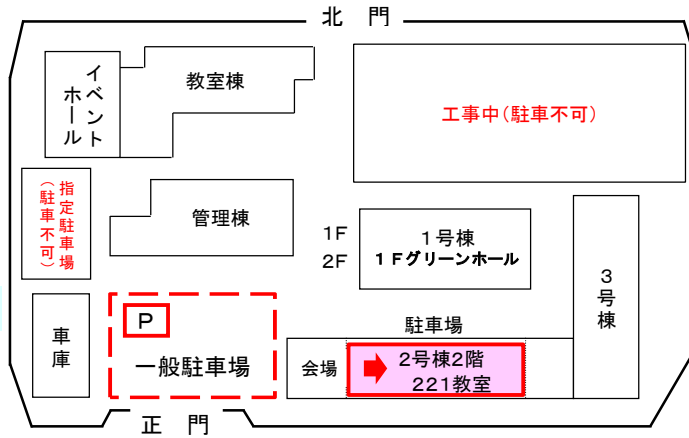 北　門
イベント
ホール
教室棟
工事中（駐車不可）
指定駐車場
（駐車不可）
管理棟
1F
2F
1号棟
1Fグリーンホール
3号棟
車庫
P
一般駐車場
駐車場
会場
2号棟2階
221教室
正　門